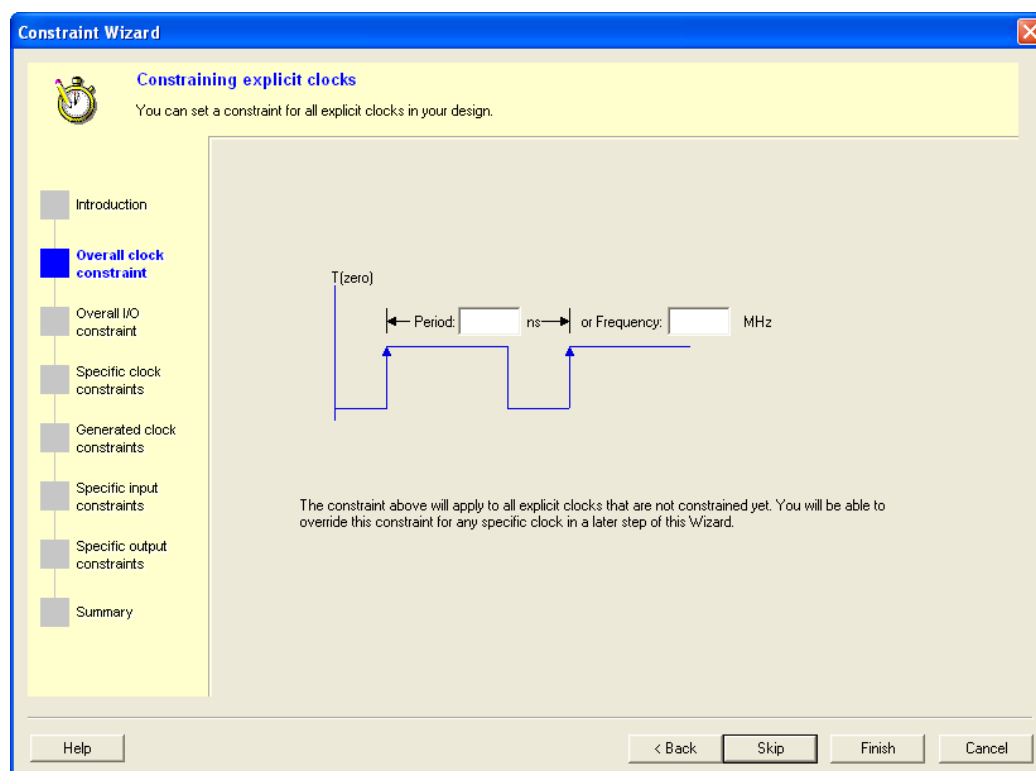 Constraint Wizard
Constraining explicit clocks
You can set a constraint for all explicit clocks in your design.
Introduction
Overall clock
constraint
Overall I/O
constraint
Specific clock
constraints
Generated clock
constraints
Specific input
constraints
Specific output
constraints
Summary
T(zero)
Period: ns or Frequency: MHz
The constraint above will apply to all explicit clocks that are not constrained yet. You will be able to
override this constraint for any specific clock in a later step of this Wizard.
Help
< Back
Skip
Finish
Cancel